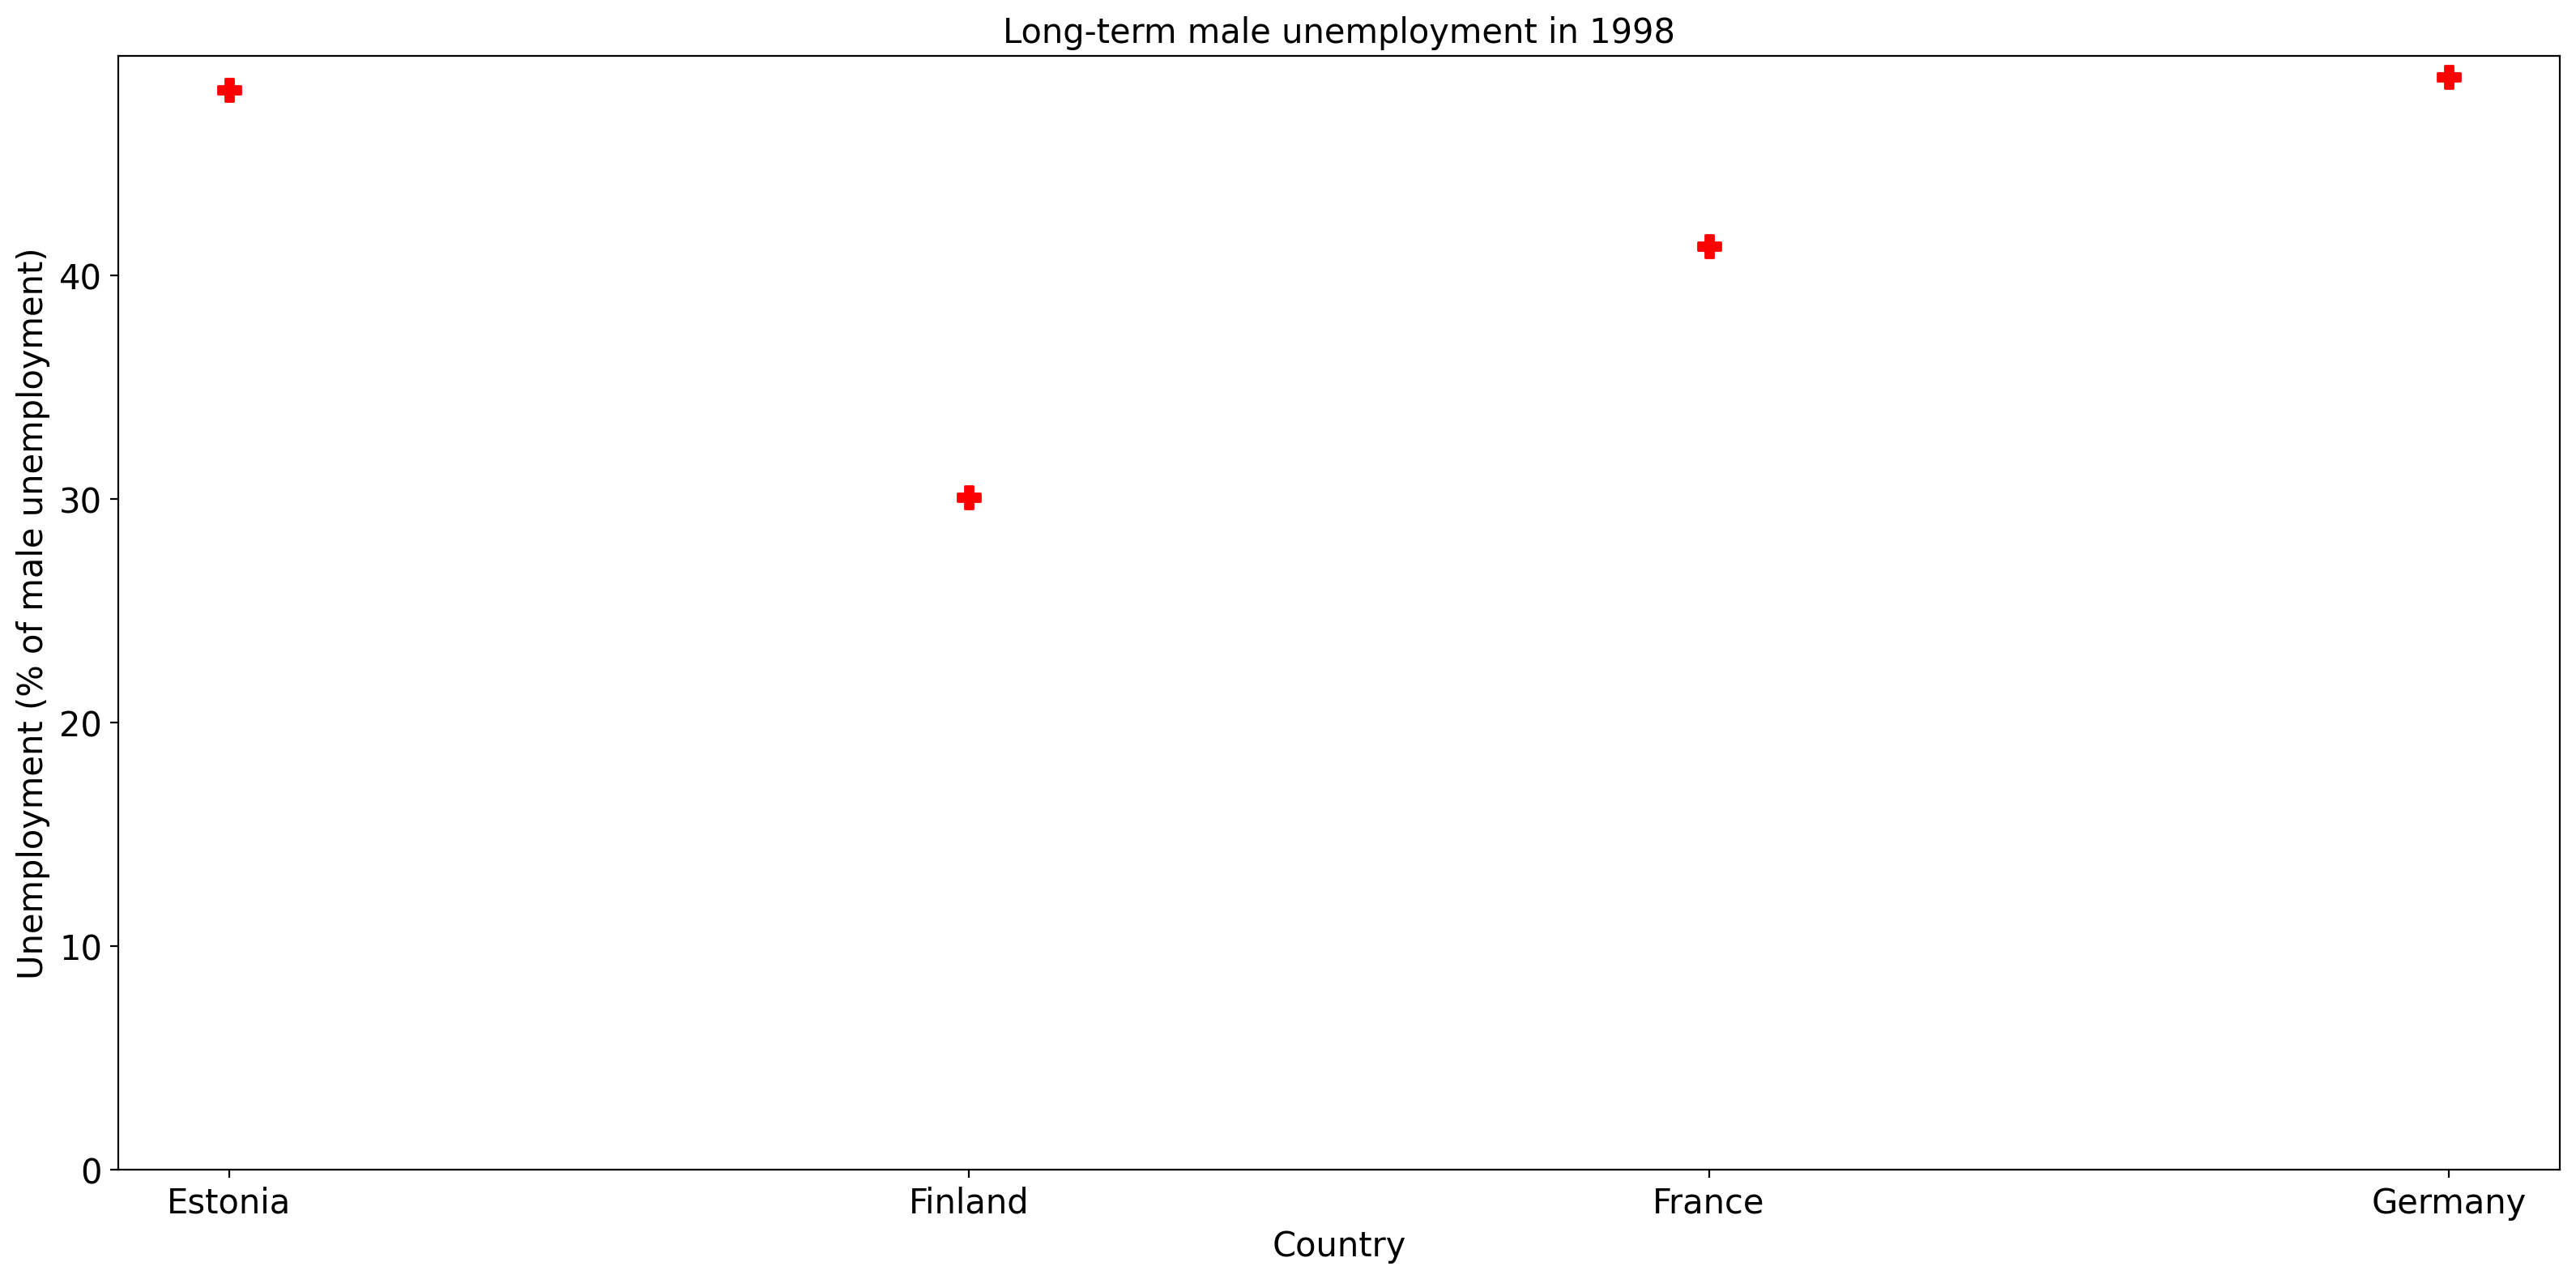 Long-term male unemployment in 1998
Unemployment (% of male unemployment)
40
30
20
10
0
Estonia Finland France Germany
Country